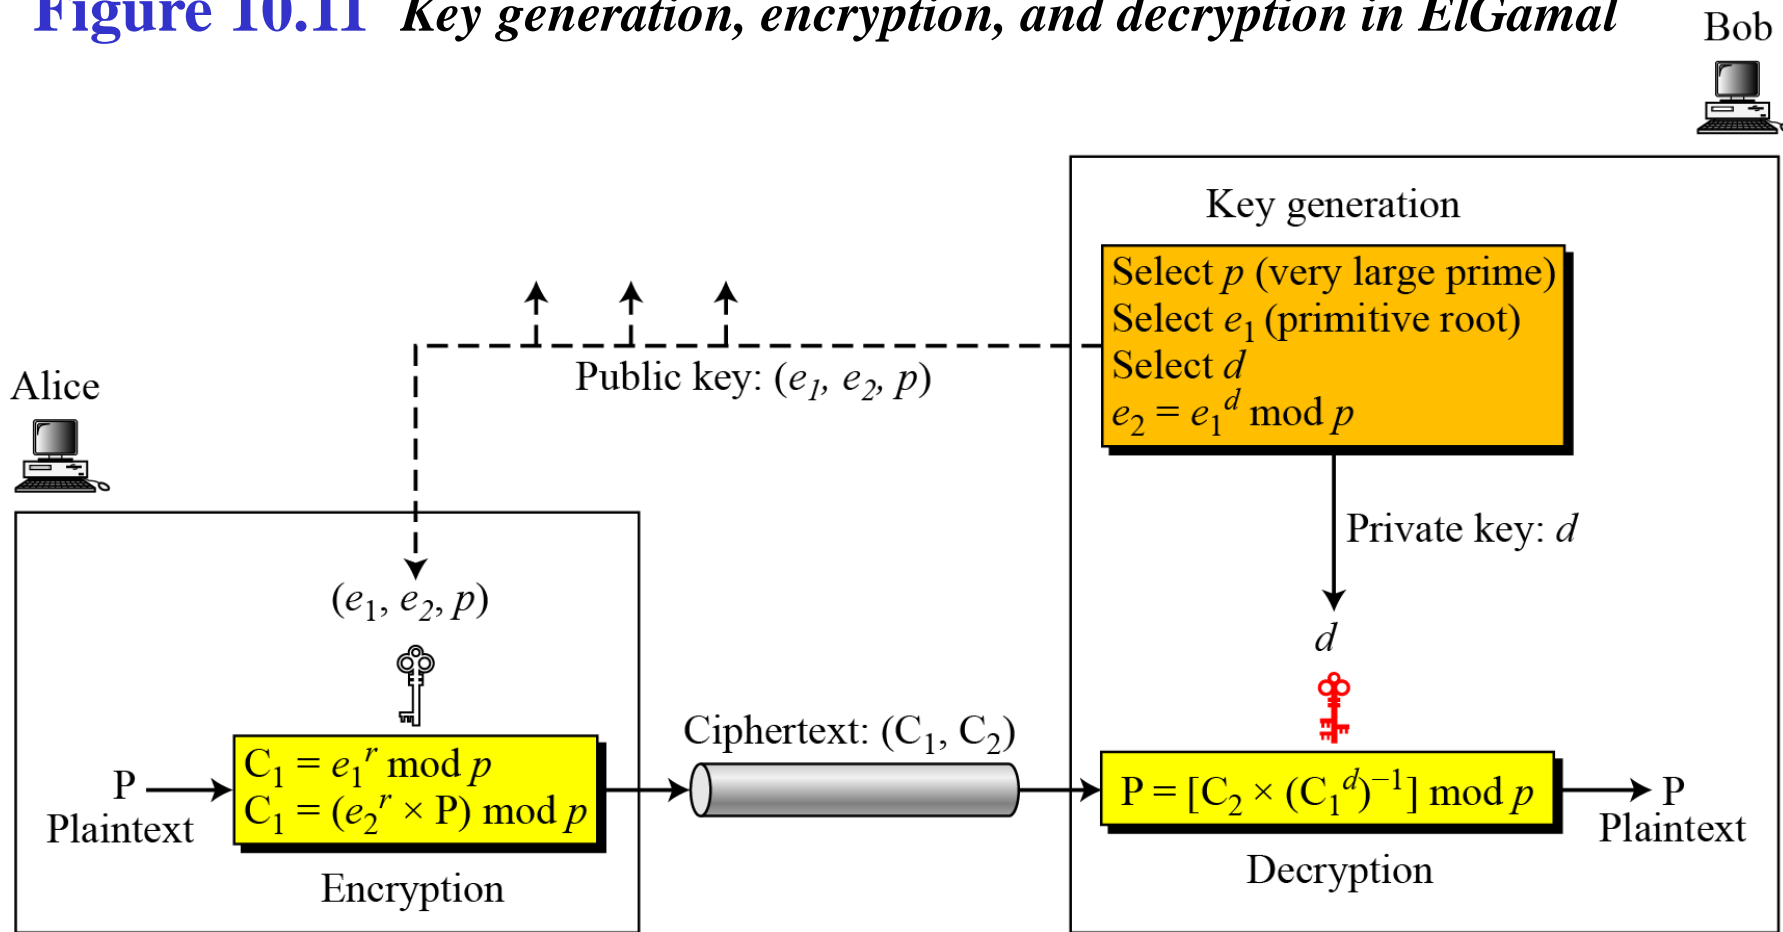 Figure 10.11 Key generation, encryption, and decryption in ElGamal
Bob
Key generation
Select p (very large prime)
Select e₁ (primitive root)
Select d
e₂ = e₁ᵈ mod p
Public key: (e₁, e₂, p)
Alice
Private key: d
(e₁, e₂, p)
d
Ciphertext: (C₁, C₂)
C₁ = e₁ʳ mod p
C₁ = (e₂ʳ × P) mod p
P
Plaintext
Encryption
P = [C₂ × (C₁ᵈ)⁻¹] mod p
P
Plaintext
Decryption